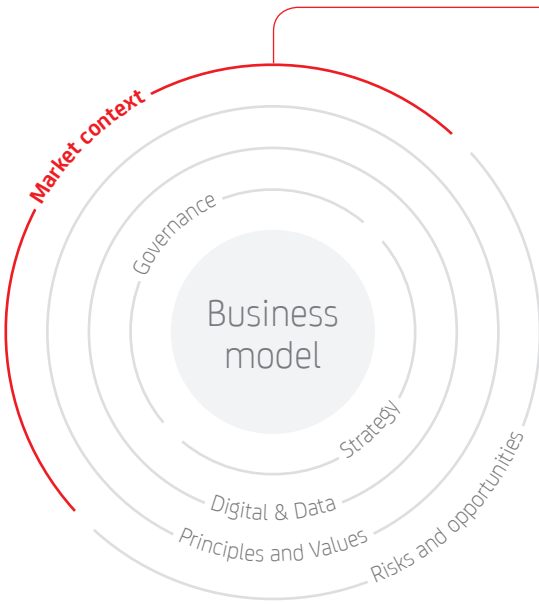 Market context
Governance
Business
model
Strategy
Digital & Data
Principles and Values
Risks and opportunities